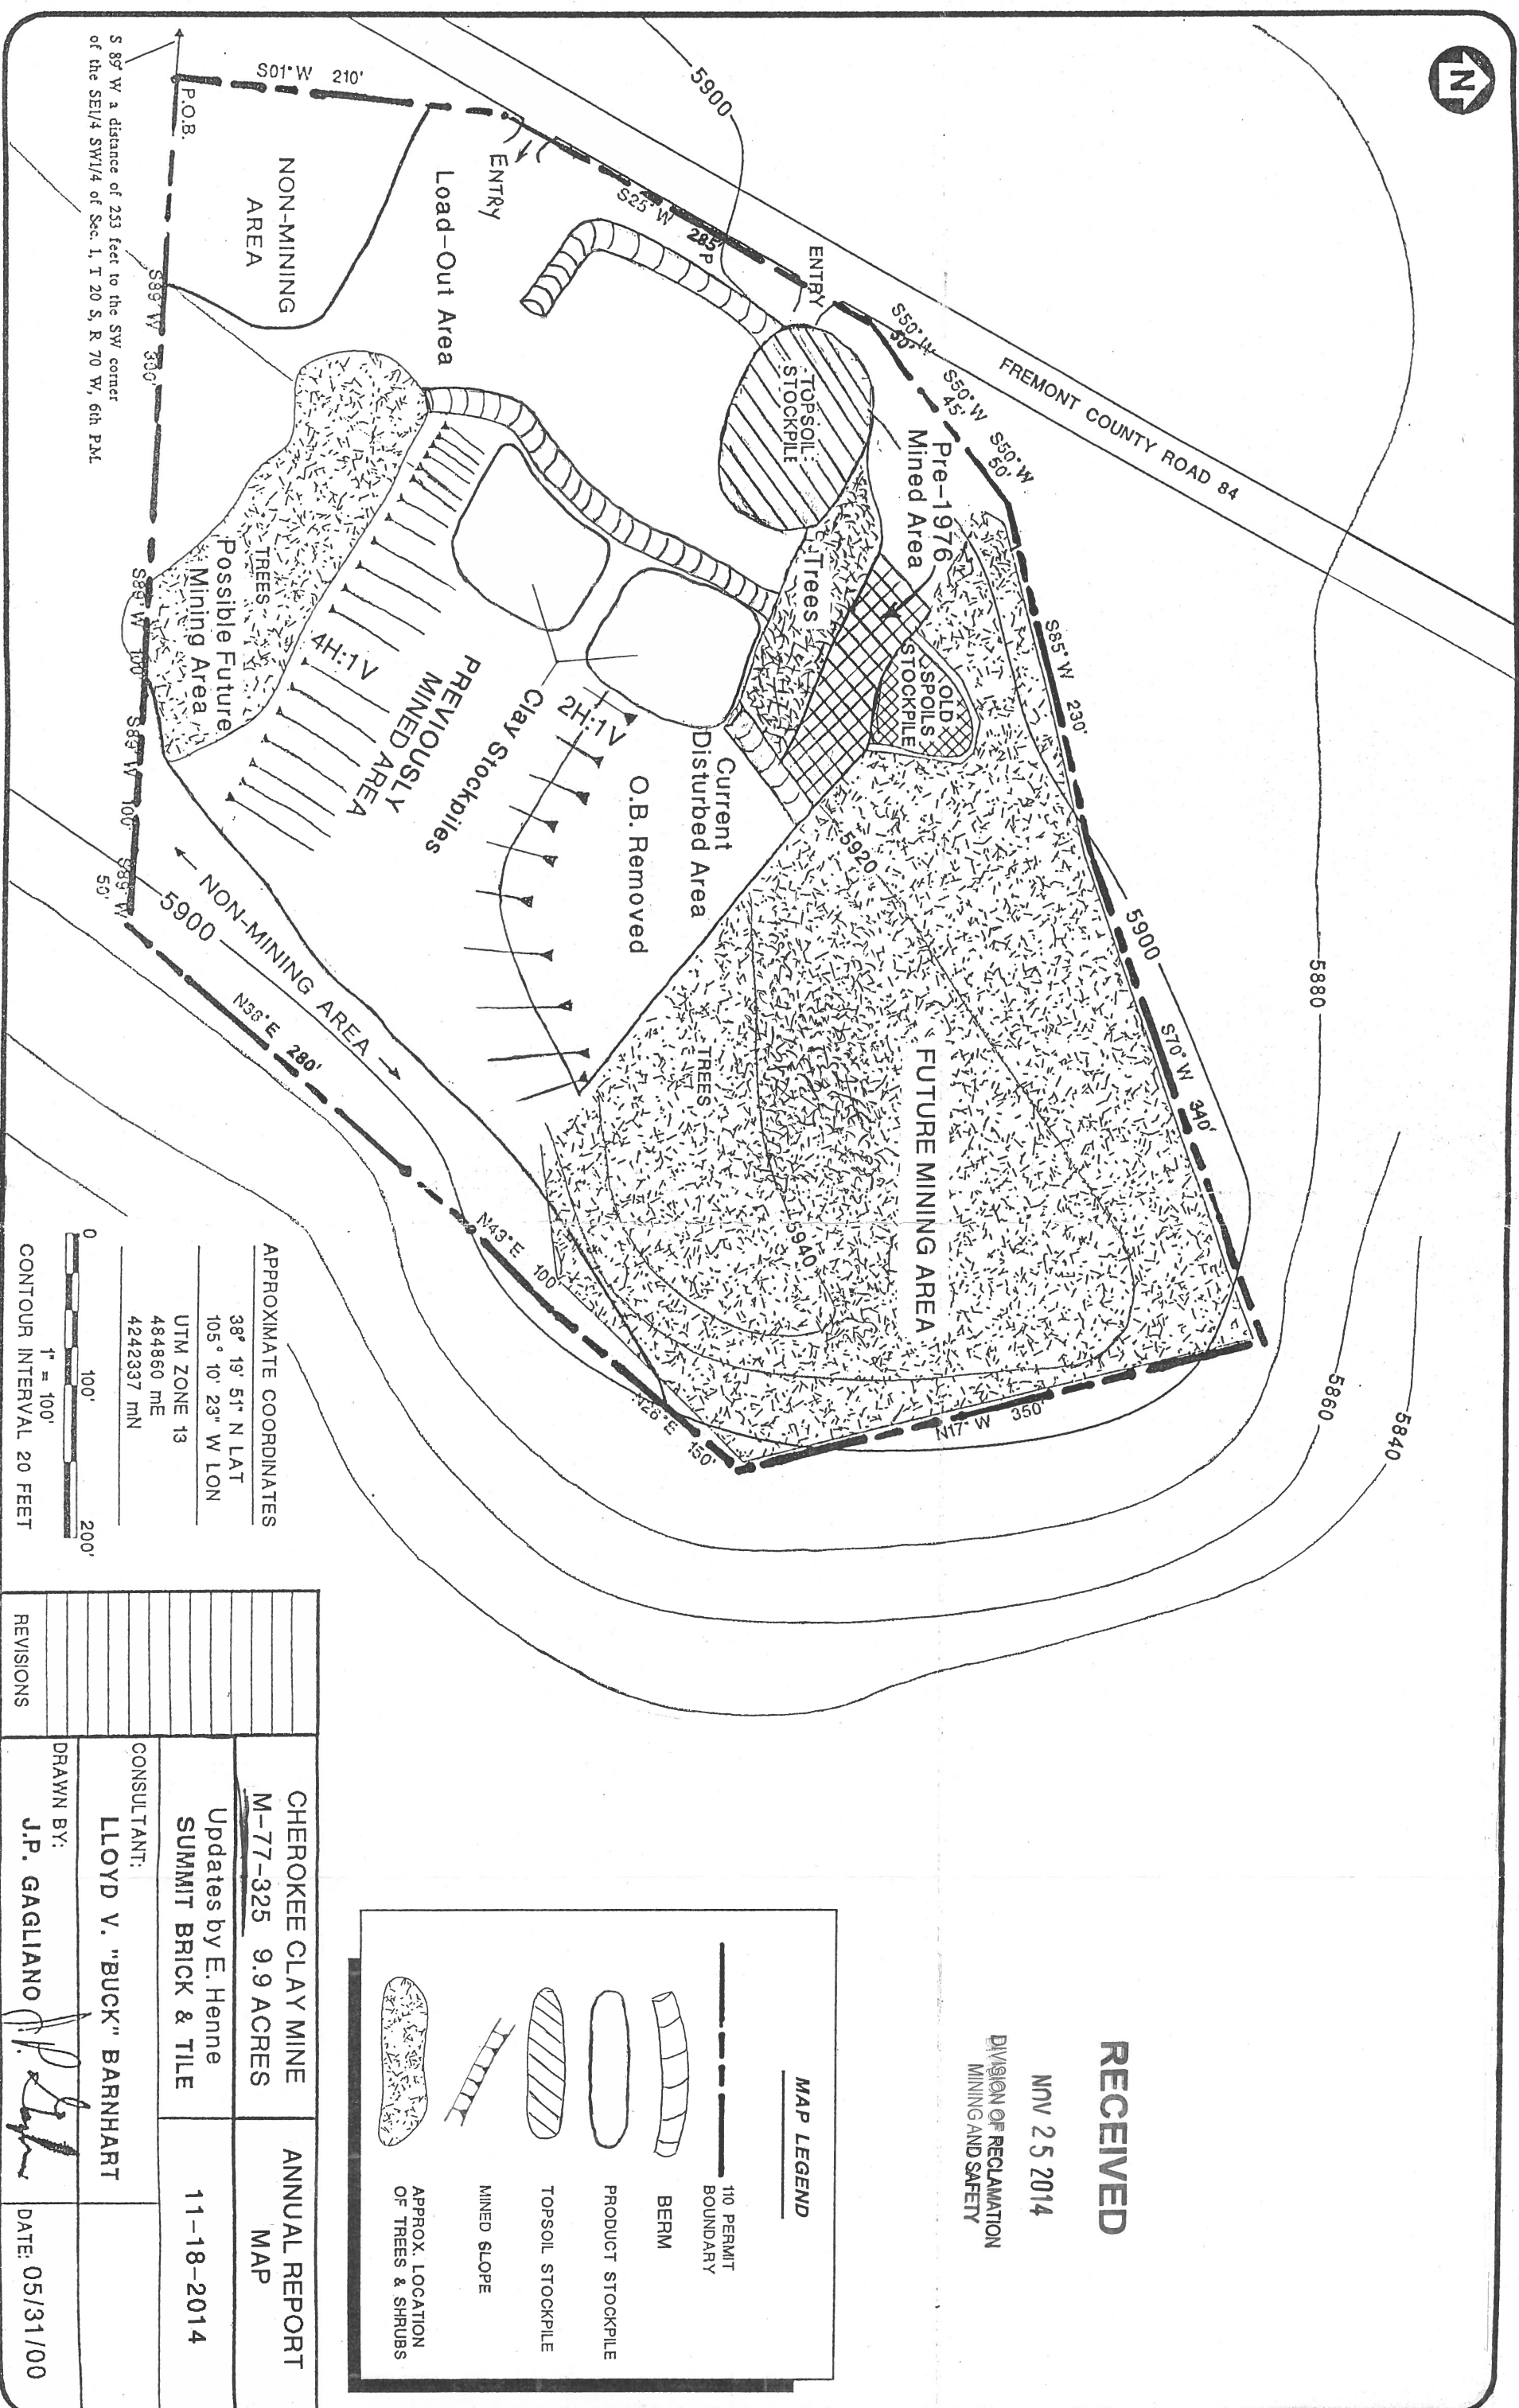 N
5900
FREMONT COUNTY ROAD 84
5880
5860
5840
S01° W 210'
P.O.B.
S 89° W a distance of 253 feet to the SW corner
of the SE1/4 SW1/4 of Sec. 1, T 20 S, R 70 W, 6th P.M.
NON-MINING
AREA
ENTRY
Load-Out Area
S25° W 285'
ENTRY
S50° W
S50° W
45'
S50° W
50'
TOPSOIL
STOCKPILE
Pre-1976
Mined Area
Trees
OLD
SPOILS
STOCKPILE
S85° W 230'
5900
S70° W 340'
5920
FUTURE MINING AREA
TREES
5940
N17° W 350'
S89° W 300'
TREES
Possible Future
Mining Area
S89° W 100'
S89° W 100'
S89° W
50'
4H:1V
PREVIOUSLY
MINED AREA
Clay Stockpiles
2H:1V
Current
Disturbed Area
O.B. Removed
NON-MINING AREA
5900
N38° E 280'
N43° E 100'
N26° E 150'
APPROXIMATE COORDINATES
38° 19' 51" N LAT
105° 10' 23" W LON
UTM ZONE 13
484860 mE
4242337 mN
0 100' 200'
1" = 100'
CONTOUR INTERVAL 20 FEET
RECEIVED
NOV 25 2014
DIVISION OF RECLAMATION
MINING AND SAFETY
MAP LEGEND
110 PERMIT
BOUNDARY
BERM
PRODUCT STOCKPILE
TOPSOIL STOCKPILE
MINED SLOPE
APPROX. LOCATION
OF TREES & SHRUBS
REVISIONS
CHEROKEE CLAY MINE
M-77-325 9.9 ACRES
ANNUAL REPORT
MAP
Updates by E. Henne
SUMMIT BRICK & TILE
11-18-2014
CONSULTANT:
LLOYD V. "BUCK" BARNHART
DRAWN BY:
J.P. GAGLIANO
DATE: 05/31/00